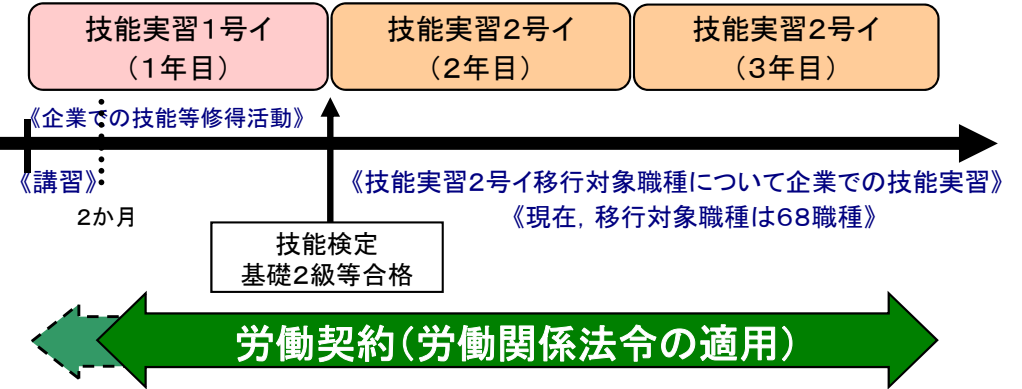 技能実習1号イ
(1年目)
技能実習2号イ
(2年目)
技能実習2号イ
(3年目)
《企業での技能等修得活動》
《講習》
2か月
《技能実習2号イ移行対象職種について企業での技能実習》
《現在, 移行対象職種は68職種》
技能検定
基礎2級等合格
労働契約(労働関係法令の適用)